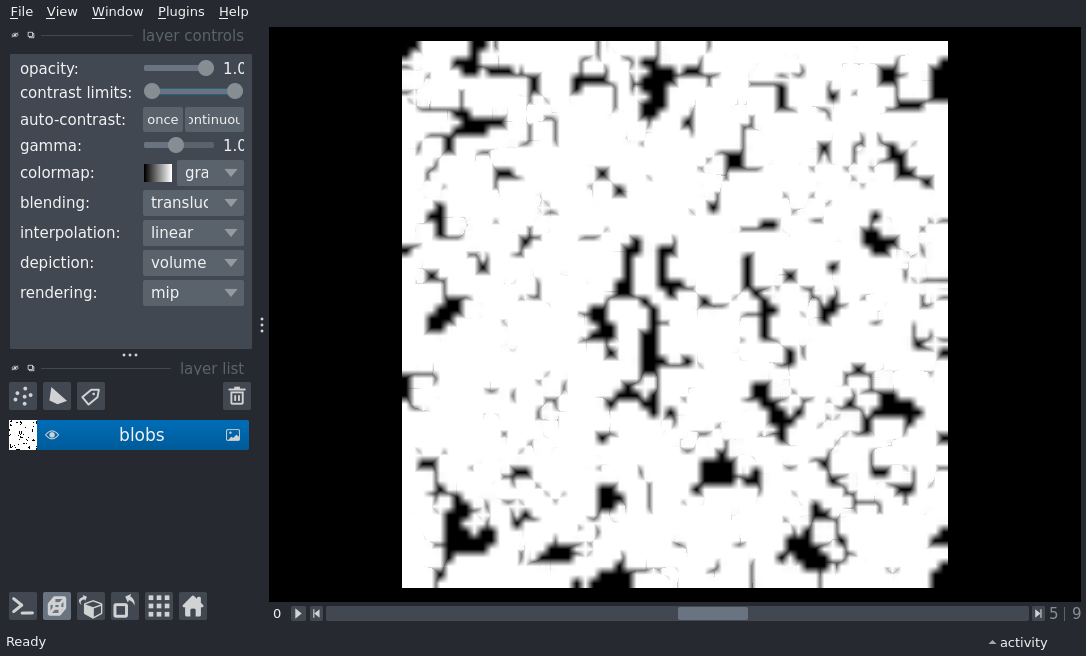 File View Window Plugins Help
layer controls
opacity: 1.0
contrast limits:
auto-contrast: once ontinuou
gamma: 1.0
colormap: gra
blending: transluc
interpolation: linear
depiction: volume
rendering: mip
layer list
blobs
0 5 | 9
Ready activity